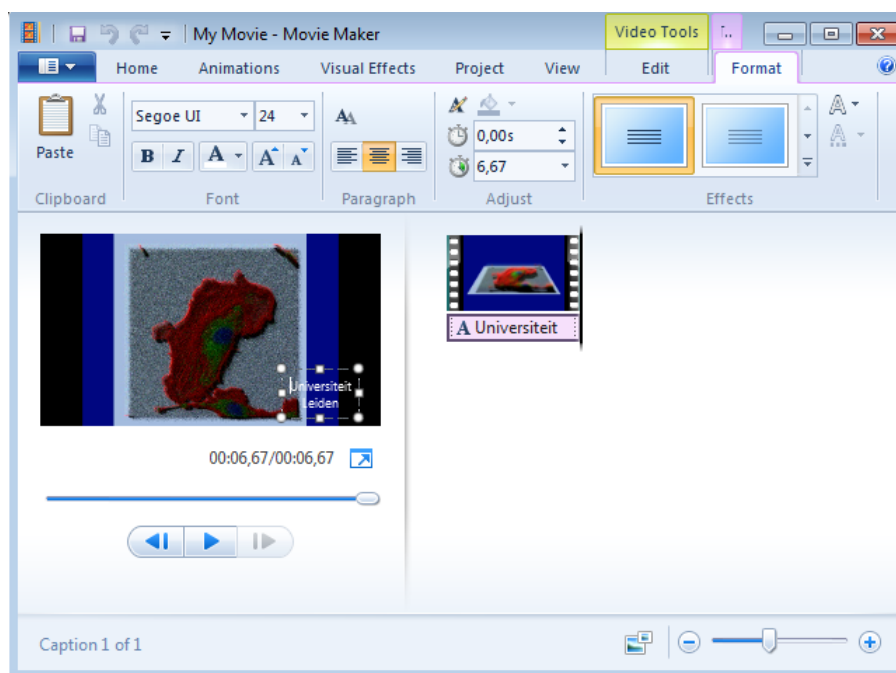 My Movie - Movie Maker
Video Tools
T..
Home Animations Visual Effects Project View Edit Format
Paste
Segoe UI 24
B I A A A
0,00s
6,67
A
A
Clipboard Font Paragraph Adjust Effects
Universiteit
Leiden
A Universiteit
00:06,67/00:06,67
Caption 1 of 1